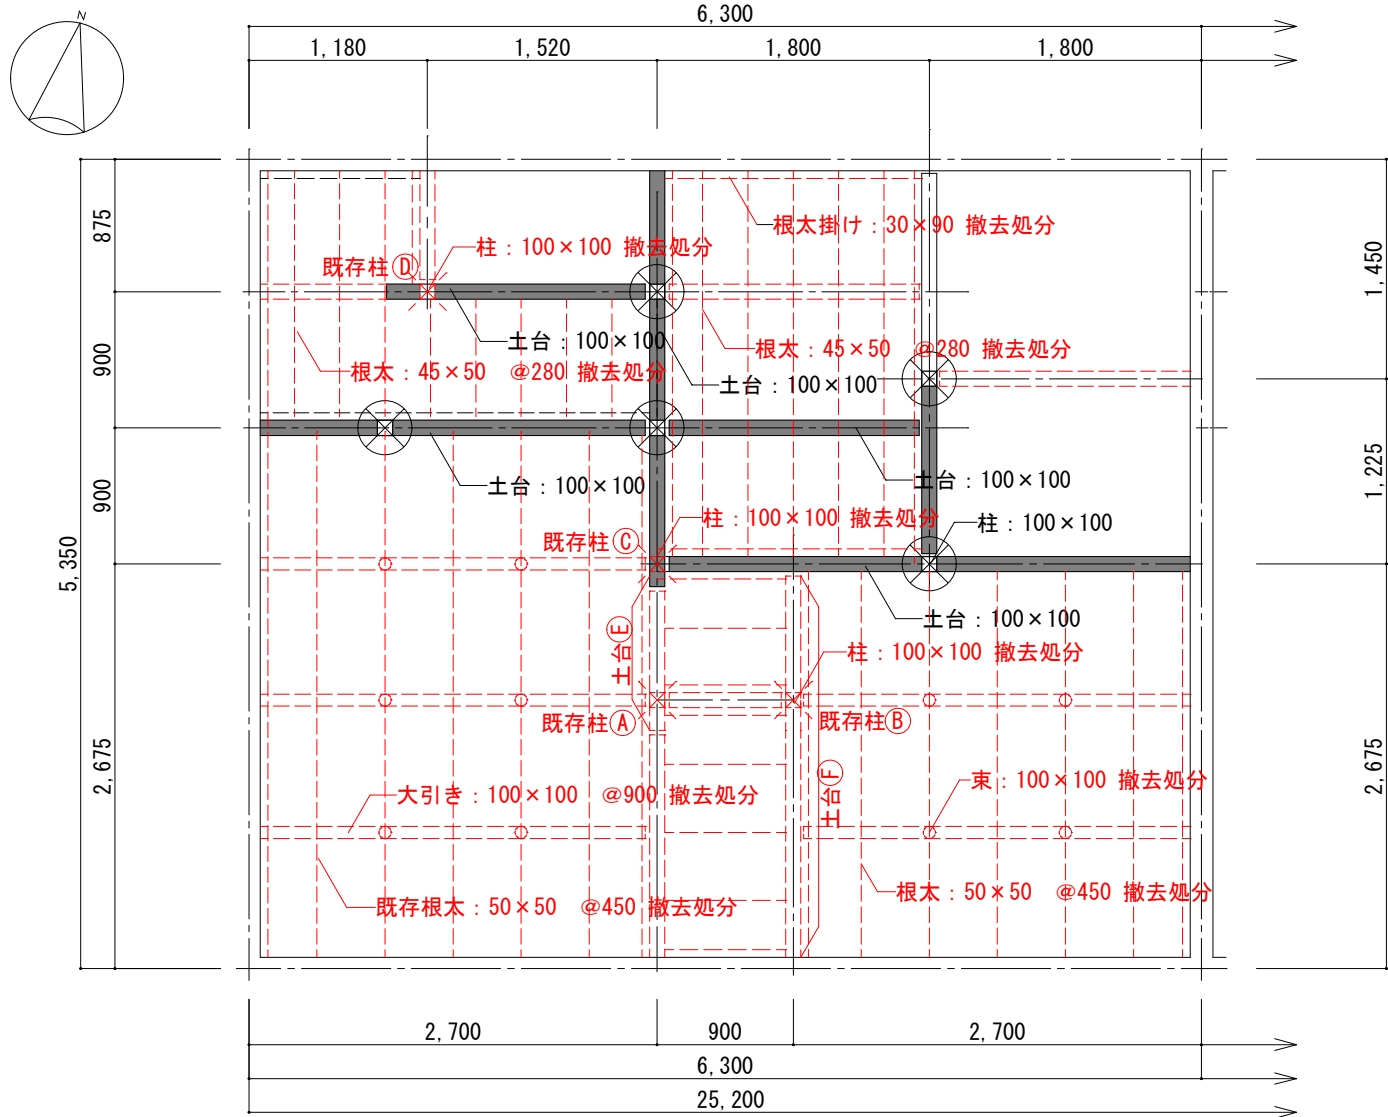 6,300
N
1,180
1,520
1,800
1,800
875
根太掛け：30×90 撤去処分
柱：100×100 撤去処分
既存柱Ⓓ
1,450
土台：100×100
根太：45×50 @280 撤去処分
900
根太：45×50 @280 撤去処分
土台：100×100
土台：100×100
土台：100×100
1,225
900
柱：100×100 撤去処分
柱：100×100
既存柱Ⓒ
5,350
土台：100×100
土台Ⓔ
柱：100×100 撤去処分
既存柱Ⓐ
既存柱Ⓑ
2,675
2,675
土台Ⓕ
束：100×100 撤去処分
大引き：100×100 @900 撤去処分
根太：50×50 @450 撤去処分
既存根太：50×50 @450 撤去処分
2,700
900
2,700
6,300
25,200